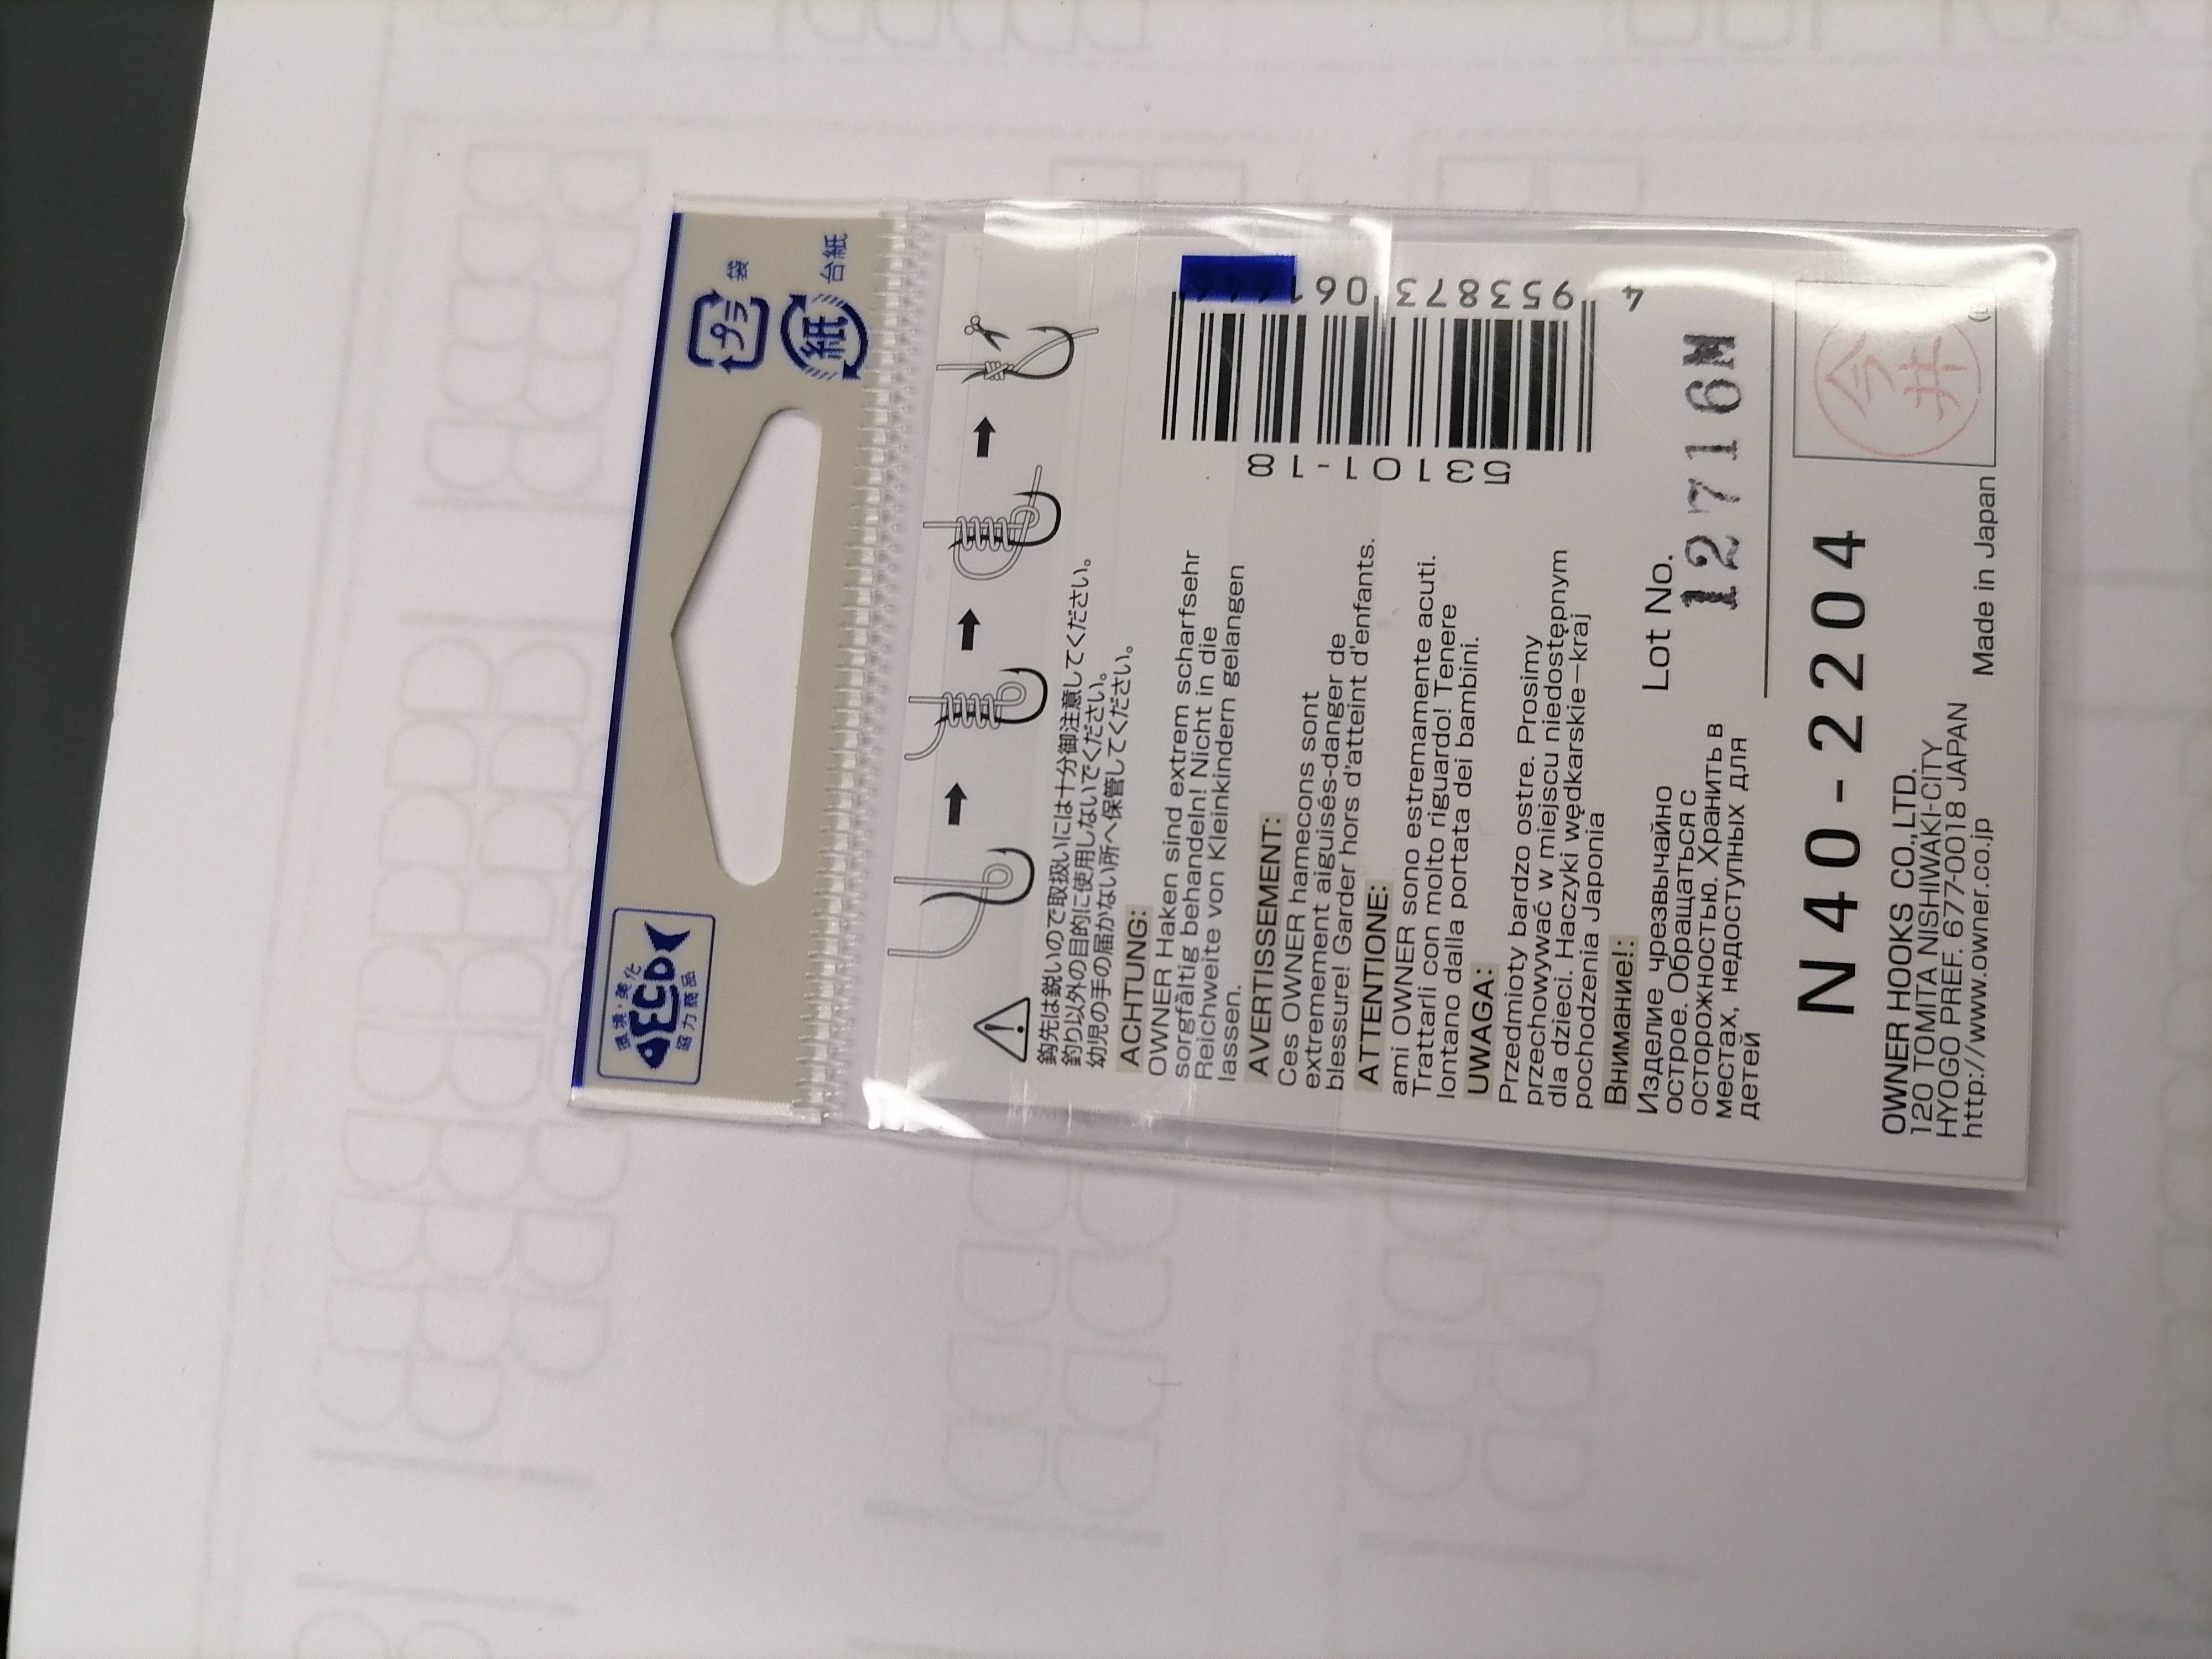 環境・美化
DECO
協力商品
プラ
袋
紙
台紙
鈎先は鋭いので取扱いには十分御注意してください。
釣り以外の目的に使用しないでください。
幼児の手の届かない所へ保管してください。
ACHTUNG:
OWNER Haken sind extrem scharfsehr
sorgfältig behandeln! Nicht in die
Reichweite von Kleinkindern gelangen
lassen.
AVERTISSEMENT:
Ces OWNER hamecons sont
extrement aiguisés-danger de
blessure! Garder hors d'atteint d'enfants.
ATTENTIONE:
ami OWNER sono estremamente acuti.
Trattarli con molto riguardo! Tenere
lontano dalla portata dei bambini.
UWAGA:
Przedmioty bardzo ostre. Prosimy
przechowywać w miejscu niedostępnym
dla dzieci. Haczyki wędkarskie-kraj
pochodzenia Japonia
Внимание!:
Изделие чрезвычайно
острое. Обращаться с
осторожностью. Хранить в
местах, недоступных для
детей
53101-18
4 953873 061
Lot No.
12716M
N40-2204
今井
OWNER HOOKS CO.,LTD.
120 TOMITA NISHIWAKI-CITY
HYOGO PREF. 677-0018 JAPAN
http://www.owner.co.jp
Made in Japan